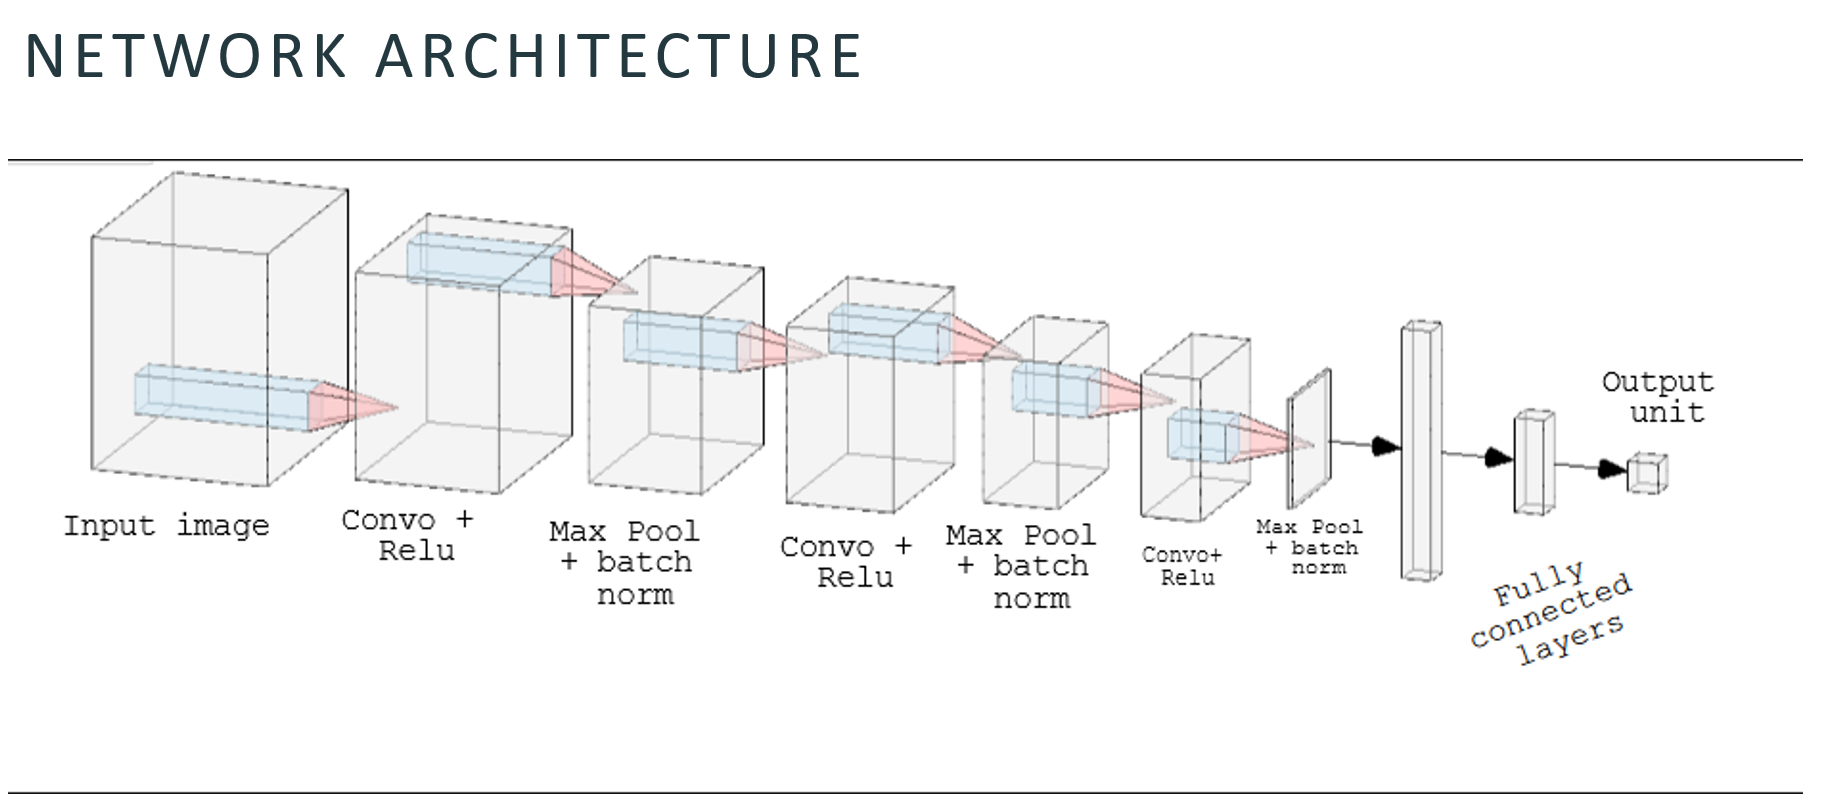 NETWORK ARCHITECTURE
Input image
Convo +
Relu
Max Pool
+ batch
norm
Convo +
Relu
Max Pool
+ batch
norm
Convo+
Relu
Max Pool
+ batch
norm
Fully
connected
layers
Output
unit